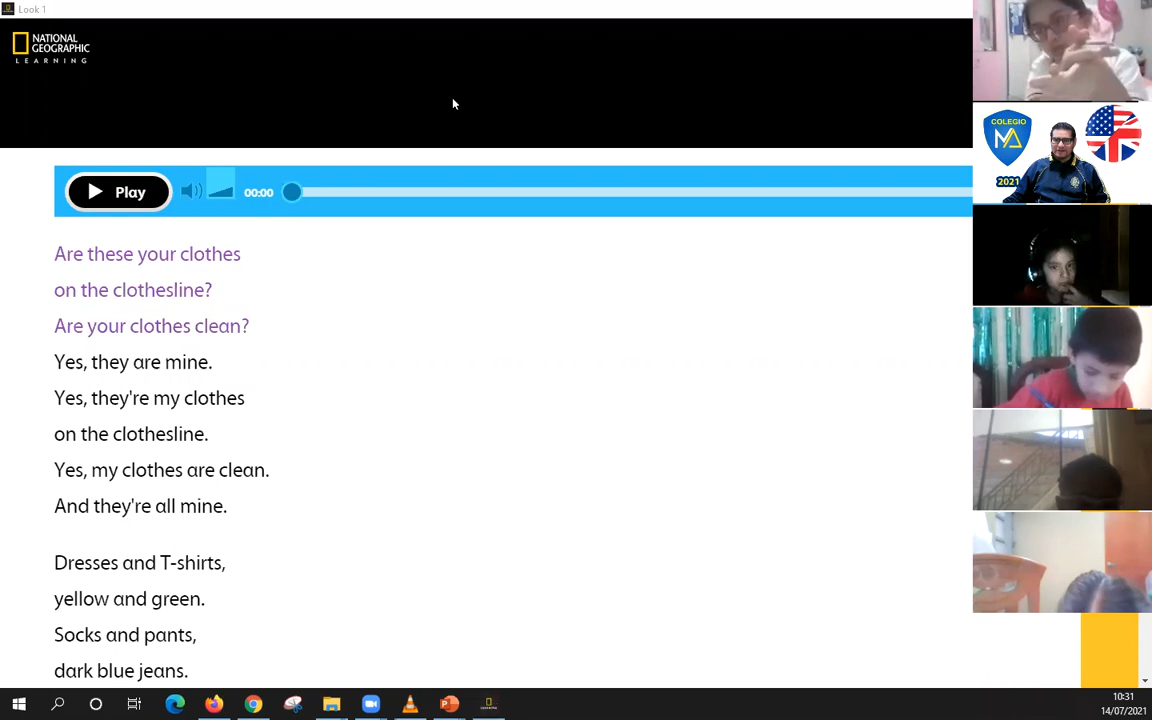 Look 1
NATIONAL
GEOGRAPHIC
LEARNING
COLEGIO
MA
2021
Play
00:00
Are these your clothes
on the clothesline?
Are your clothes clean?
Yes, they are mine.
Yes, they're my clothes
on the clothesline.
Yes, my clothes are clean.
And they're all mine.
Dresses and T-shirts,
yellow and green.
Socks and pants,
dark blue jeans.
10:31
14/07/2021